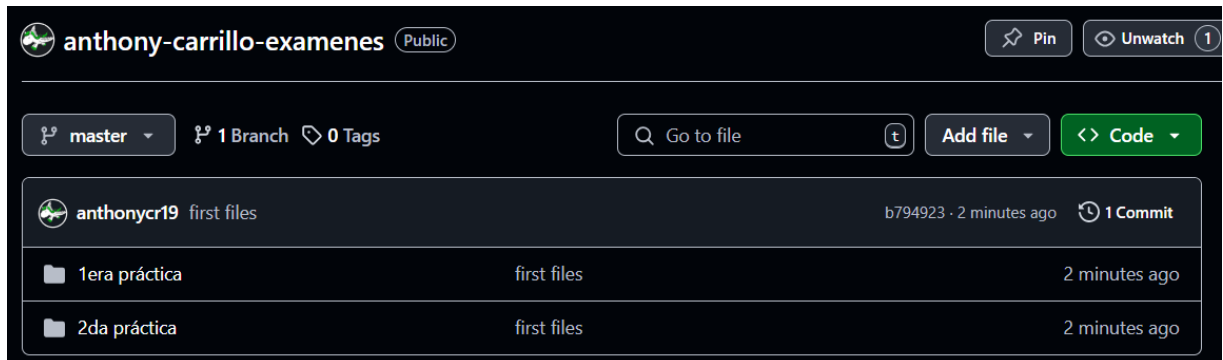 anthony-carrillo-examenes Public Pin Unwatch 1
master 1 Branch 0 Tags Go to file t Add file <> Code
anthonycr19 first files b794923 · 2 minutes ago 1 Commit
1era práctica first files 2 minutes ago
2da práctica first files 2 minutes ago